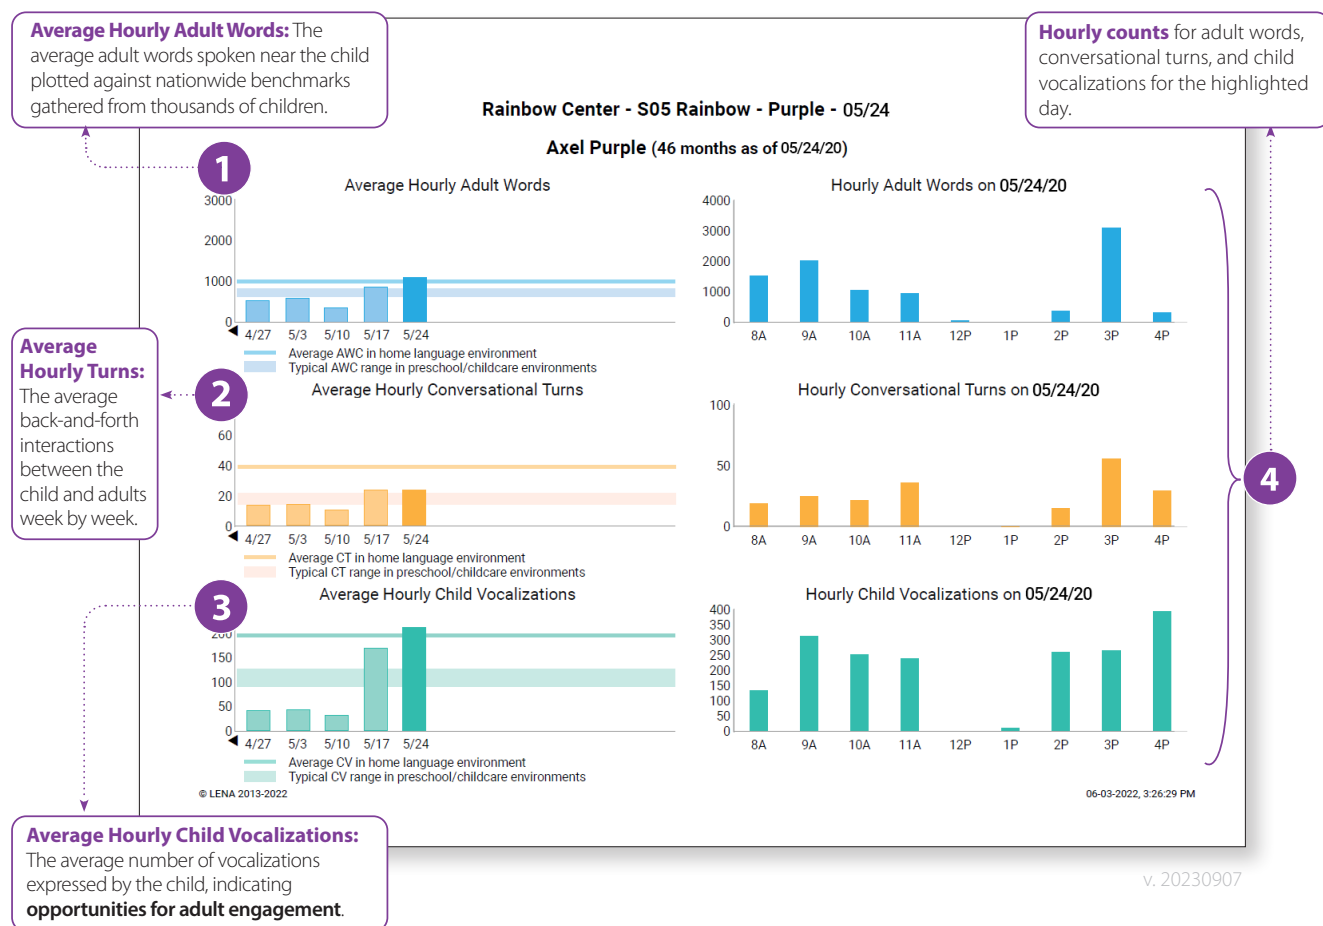 Average Hourly Adult Words: The
average adult words spoken near the child
plotted against nationwide benchmarks
gathered from thousands of children.
Hourly counts for adult words,
conversational turns, and child
vocalizations for the highlighted
day.
Rainbow Center - S05 Rainbow - Purple - 05/24
Axel Purple (46 months as of 05/24/20)
1
Average Hourly Adult Words
3000
2000
1000
0
4/27 5/3 5/10 5/17 5/24
Average AWC in home language environment
Typical AWC range in preschool/childcare environments
Hourly Adult Words on 05/24/20
4000
3000
2000
1000
0
8A 9A 10A 11A 12P 1P 2P 3P 4P
Average
Hourly Turns:
The average
back-and-forth
interactions
between the
child and adults
week by week.
2
Average Hourly Conversational Turns
60
40
20
0
4/27 5/3 5/10 5/17 5/24
Average CT in home language environment
Typical CT range in preschool/childcare environments
Hourly Conversational Turns on 05/24/20
100
50
0
8A 9A 10A 11A 12P 1P 2P 3P 4P
4
3
Average Hourly Child Vocalizations
200
150
100
50
0
4/27 5/3 5/10 5/17 5/24
Average CV in home language environment
Typical CV range in preschool/childcare environments
Hourly Child Vocalizations on 05/24/20
400
350
300
250
200
150
100
50
0
8A 9A 10A 11A 12P 1P 2P 3P 4P
© LENA 2013-2022
06-03-2022, 3:26:29 PM
Average Hourly Child Vocalizations:
The average number of vocalizations
expressed by the child, indicating
opportunities for adult engagement.
v. 20230907